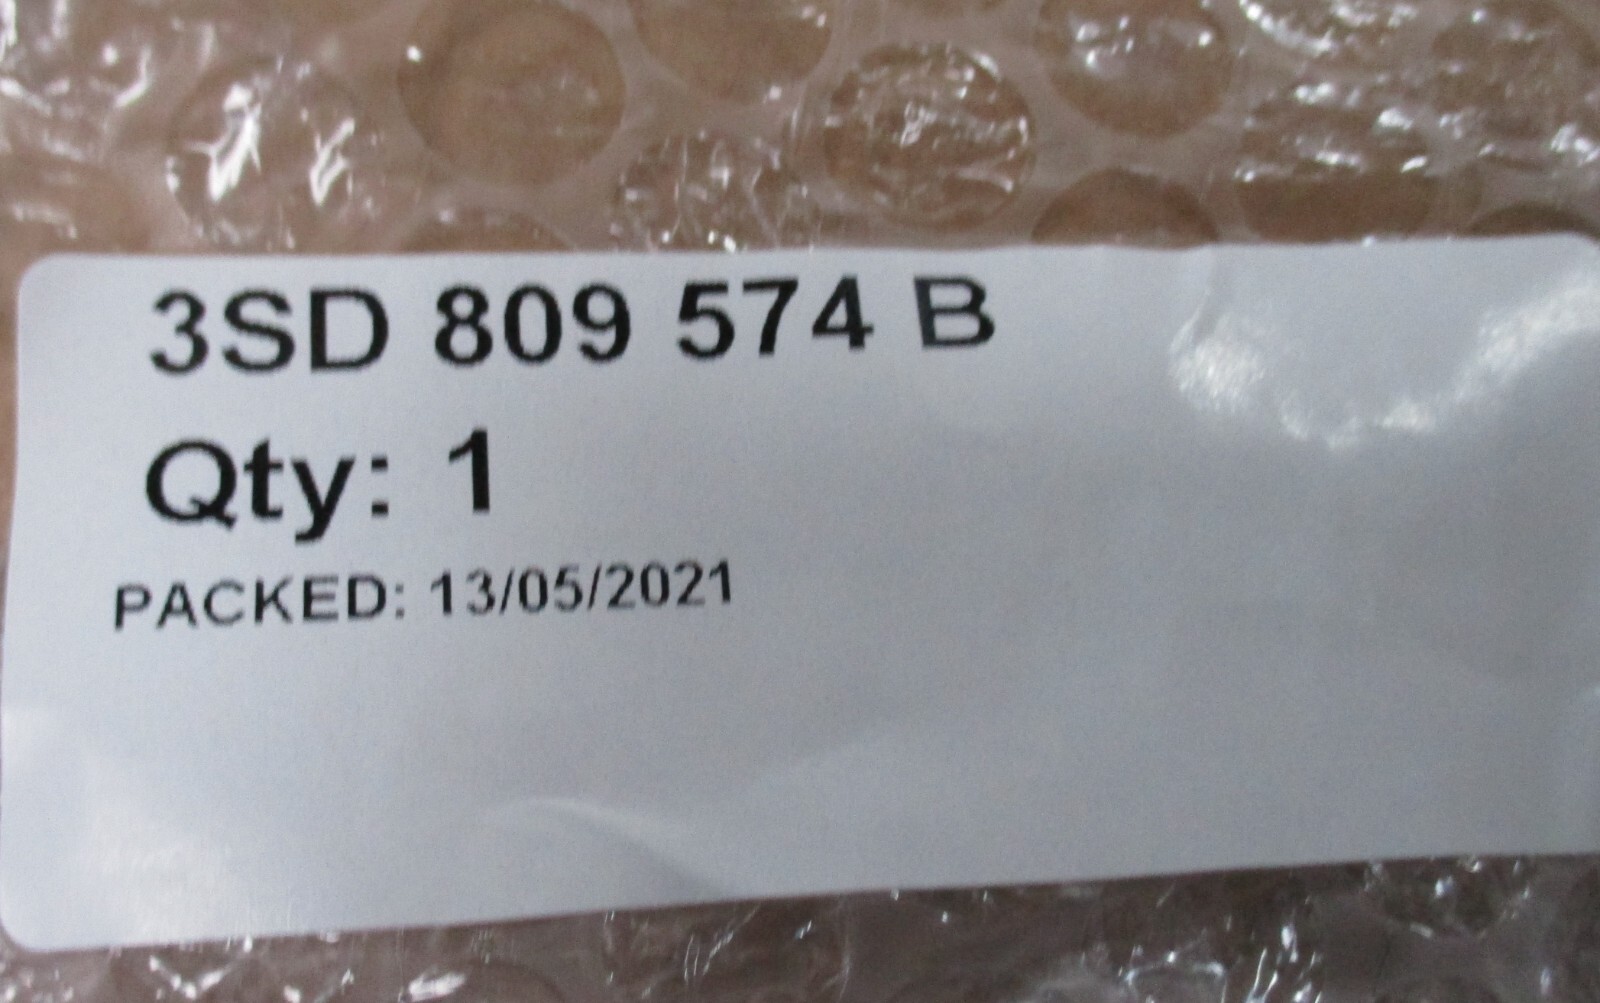 3SD 809 574 B
Qty: 1
PACKED: 13/05/2021